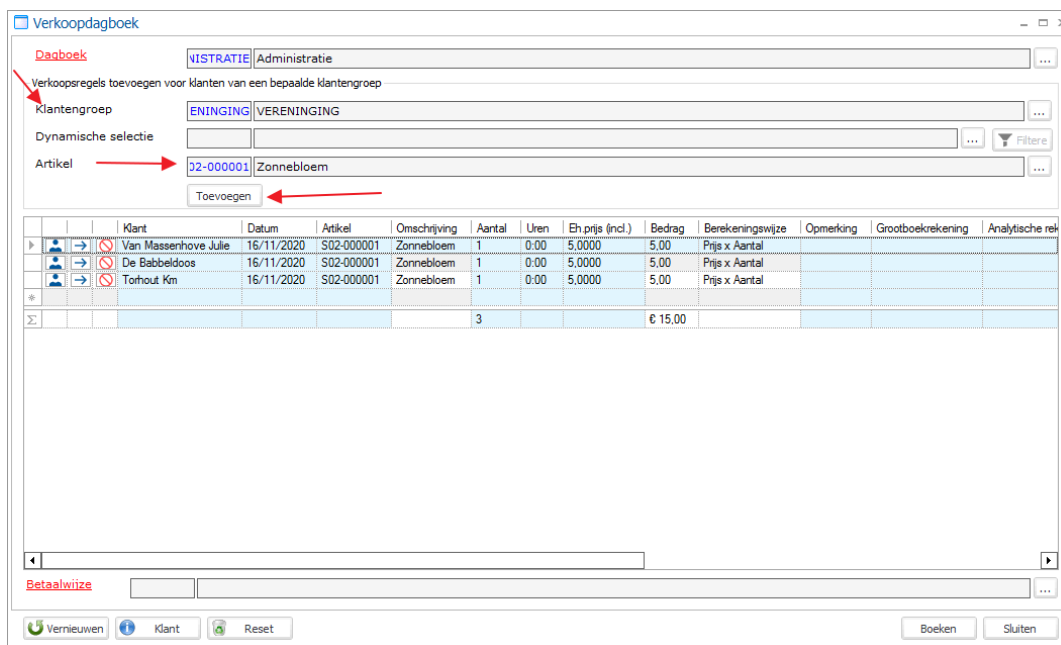 Verkoopdagboek
Dagboek VISTRATIE Administratie ...
Verkoopsregels toevoegen voor klanten van een bepaalde klantengroep
Klantengroep ENINGING VERENINGING ...
Dynamische selectie ... Filtere
Artikel 02-000001 Zonnebloem ...
Toevoegen
Klant Datum Artikel Omschrijving Aantal Uren Eh.prijs (incl.) Bedrag Berekeningswijze Opmerking Grootboekrekening Analytische rek
Van Massenhove Julie 16/11/2020 S02-000001 Zonnebloem 1 0:00 5,0000 5,00 Prijs x Aantal
De Babbeldoos 16/11/2020 S02-000001 Zonnebloem 1 0:00 5,0000 5,00 Prijs x Aantal
Torhout Km 16/11/2020 S02-000001 Zonnebloem 1 0:00 5,0000 5,00 Prijs x Aantal
Σ 3 € 15,00
Betaalwijze ...
Vernieuwen Klant Reset Boeken Sluiten